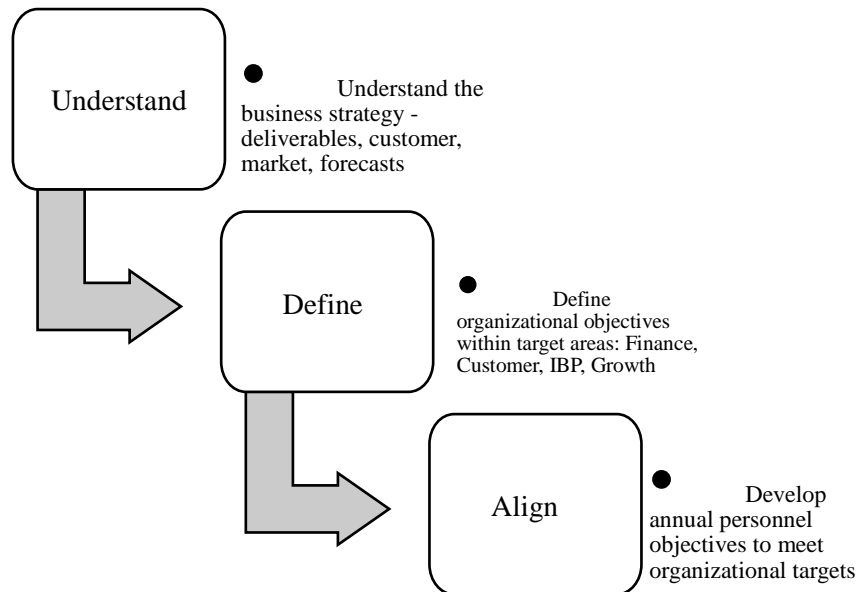 Understand
● Understand the
business strategy -
deliverables, customer,
market, forecasts
Define
● Define
organizational objectives
within target areas: Finance,
Customer, IBP, Growth
Align
● Develop
annual personnel
objectives to meet
organizational targets